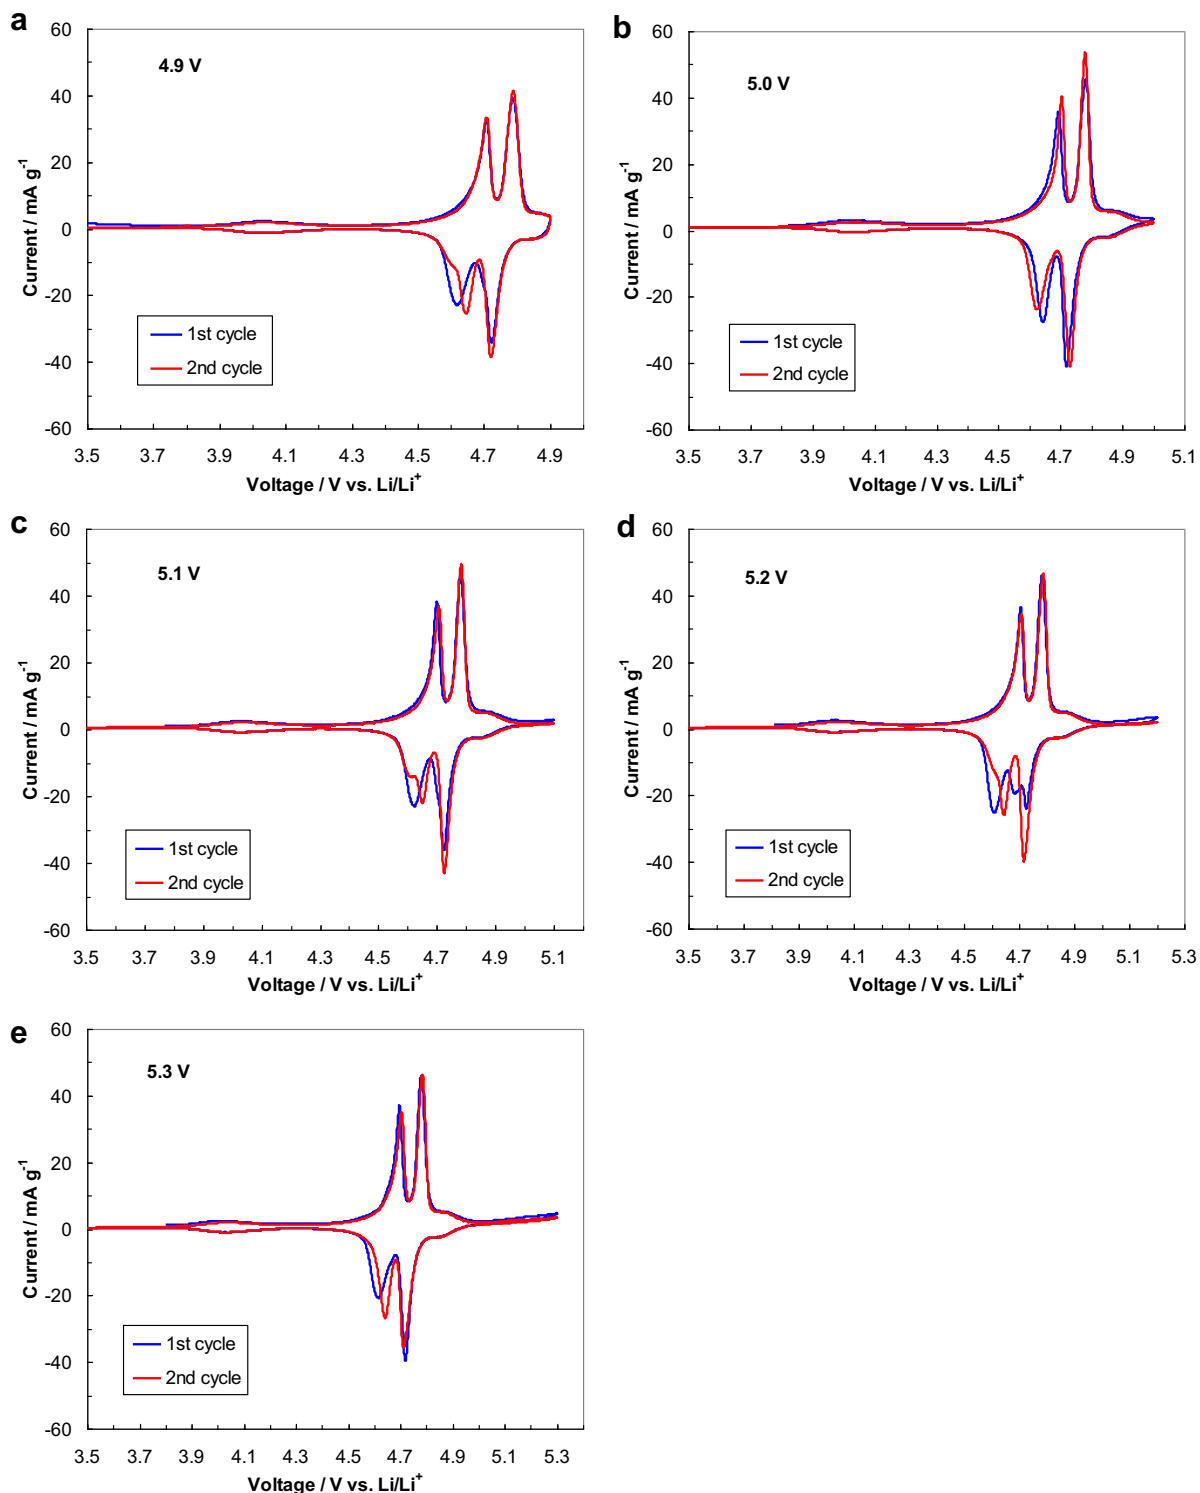 a
4.9 V
60
40
20
0
-20
-40
-60
Current / mA g⁻¹
1st cycle
2nd cycle
3.5 3.7 3.9 4.1 4.3 4.5 4.7 4.9
Voltage / V vs. Li/Li⁺
b
5.0 V
60
40
20
0
-20
-40
-60
Current / mA g⁻¹
1st cycle
2nd cycle
3.5 3.7 3.9 4.1 4.3 4.5 4.7 4.9 5.1
Voltage / V vs. Li/Li⁺
c
5.1 V
60
40
20
0
-20
-40
-60
Current / mA g⁻¹
1st cycle
2nd cycle
3.5 3.7 3.9 4.1 4.3 4.5 4.7 4.9 5.1
Voltage / V vs. Li/Li⁺
d
5.2 V
60
40
20
0
-20
-40
-60
Current / mA g⁻¹
1st cycle
2nd cycle
3.5 3.7 3.9 4.1 4.3 4.5 4.7 4.9 5.1 5.3
Voltage / V vs. Li/Li⁺
e
5.3 V
60
40
20
0
-20
-40
-60
Current / mA g⁻¹
1st cycle
2nd cycle
3.5 3.7 3.9 4.1 4.3 4.5 4.7 4.9 5.1 5.3
Voltage / V vs. Li/Li⁺